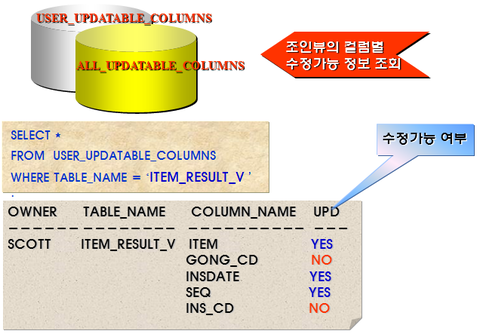 USER_UPDATABLE_COLUMNS
ALL_UPDATABLE_COLUMNS
조인뷰의 컬럼별
수정가능 정보 조회
SELECT *
FROM USER_UPDATABLE_COLUMNS
WHERE TABLE_NAME = ‘ITEM_RESULT_V ’
;
수정가능 여부
OWNER TABLE_NAME COLUMN_NAME UPD
------- ----------- ------------- ---
SCOTT ITEM_RESULT_V ITEM YES
GONG_CD NO
INSDATE YES
SEQ YES
INS_CD NO